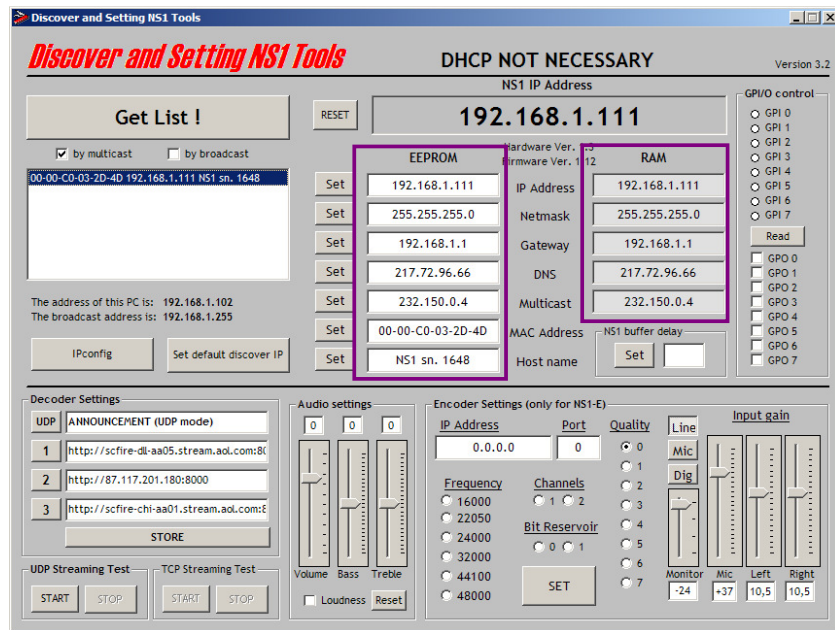 Discover and Setting NS1 Tools
Discover and Setting NS1 Tools
DHCP NOT NECESSARY
Version 3.2
NS1 IP Address
Get List !
RESET
192.168.1.111
by multicast
by broadcast
Hardware Ver.
Firmware Ver. 1.12
EEPROM
RAM
00-00-C0-03-2D-4D 192.168.1.111 NS1 sn. 1648
Set 192.168.1.111 IP Address 192.168.1.111
Set 255.255.255.0 Netmask 255.255.255.0
Set 192.168.1.1 Gateway 192.168.1.1
Set 217.72.96.66 DNS 217.72.96.66
Set 232.150.0.4 Multicast 232.150.0.4
Set 00-00-C0-03-2D-4D MAC Address
Set NS1 sn. 1648 Host name
NS1 buffer delay
Set
The address of this PC is: 192.168.1.102
The broadcast address is: 192.168.1.255
IPconfig
Set default discover IP
GPI/O control
GPI 0
GPI 1
GPI 2
GPI 3
GPI 4
GPI 5
GPI 6
GPI 7
Read
GPO 0
GPO 1
GPO 2
GPO 3
GPO 4
GPO 5
GPO 6
GPO 7
Decoder Settings
UDP ANNOUNCEMENT (UDP mode)
1 http://scfire-dll-aa05.stream.aol.com:80
2 http://87.117.201.180:8000
3 http://scfire-chi-aa01.stream.aol.com:8
STORE
UDP Streaming Test
START STOP
TCP Streaming Test
START STOP
Audio settings
0 0 0
Volume Bass Treble
Loudness Reset
Encoder Settings (only for NS1-E)
IP Address Port
0.0.0.0 0
Frequency
16000
22050
24000
32000
44100
48000
Channels
1 2
Bit Reservoir
0 1
SET
Quality
0
1
2
3
4
5
6
7
Line
Mic
Dig
Input gain
Monitor Mic Left Right
-24 +37 10,5 10,5